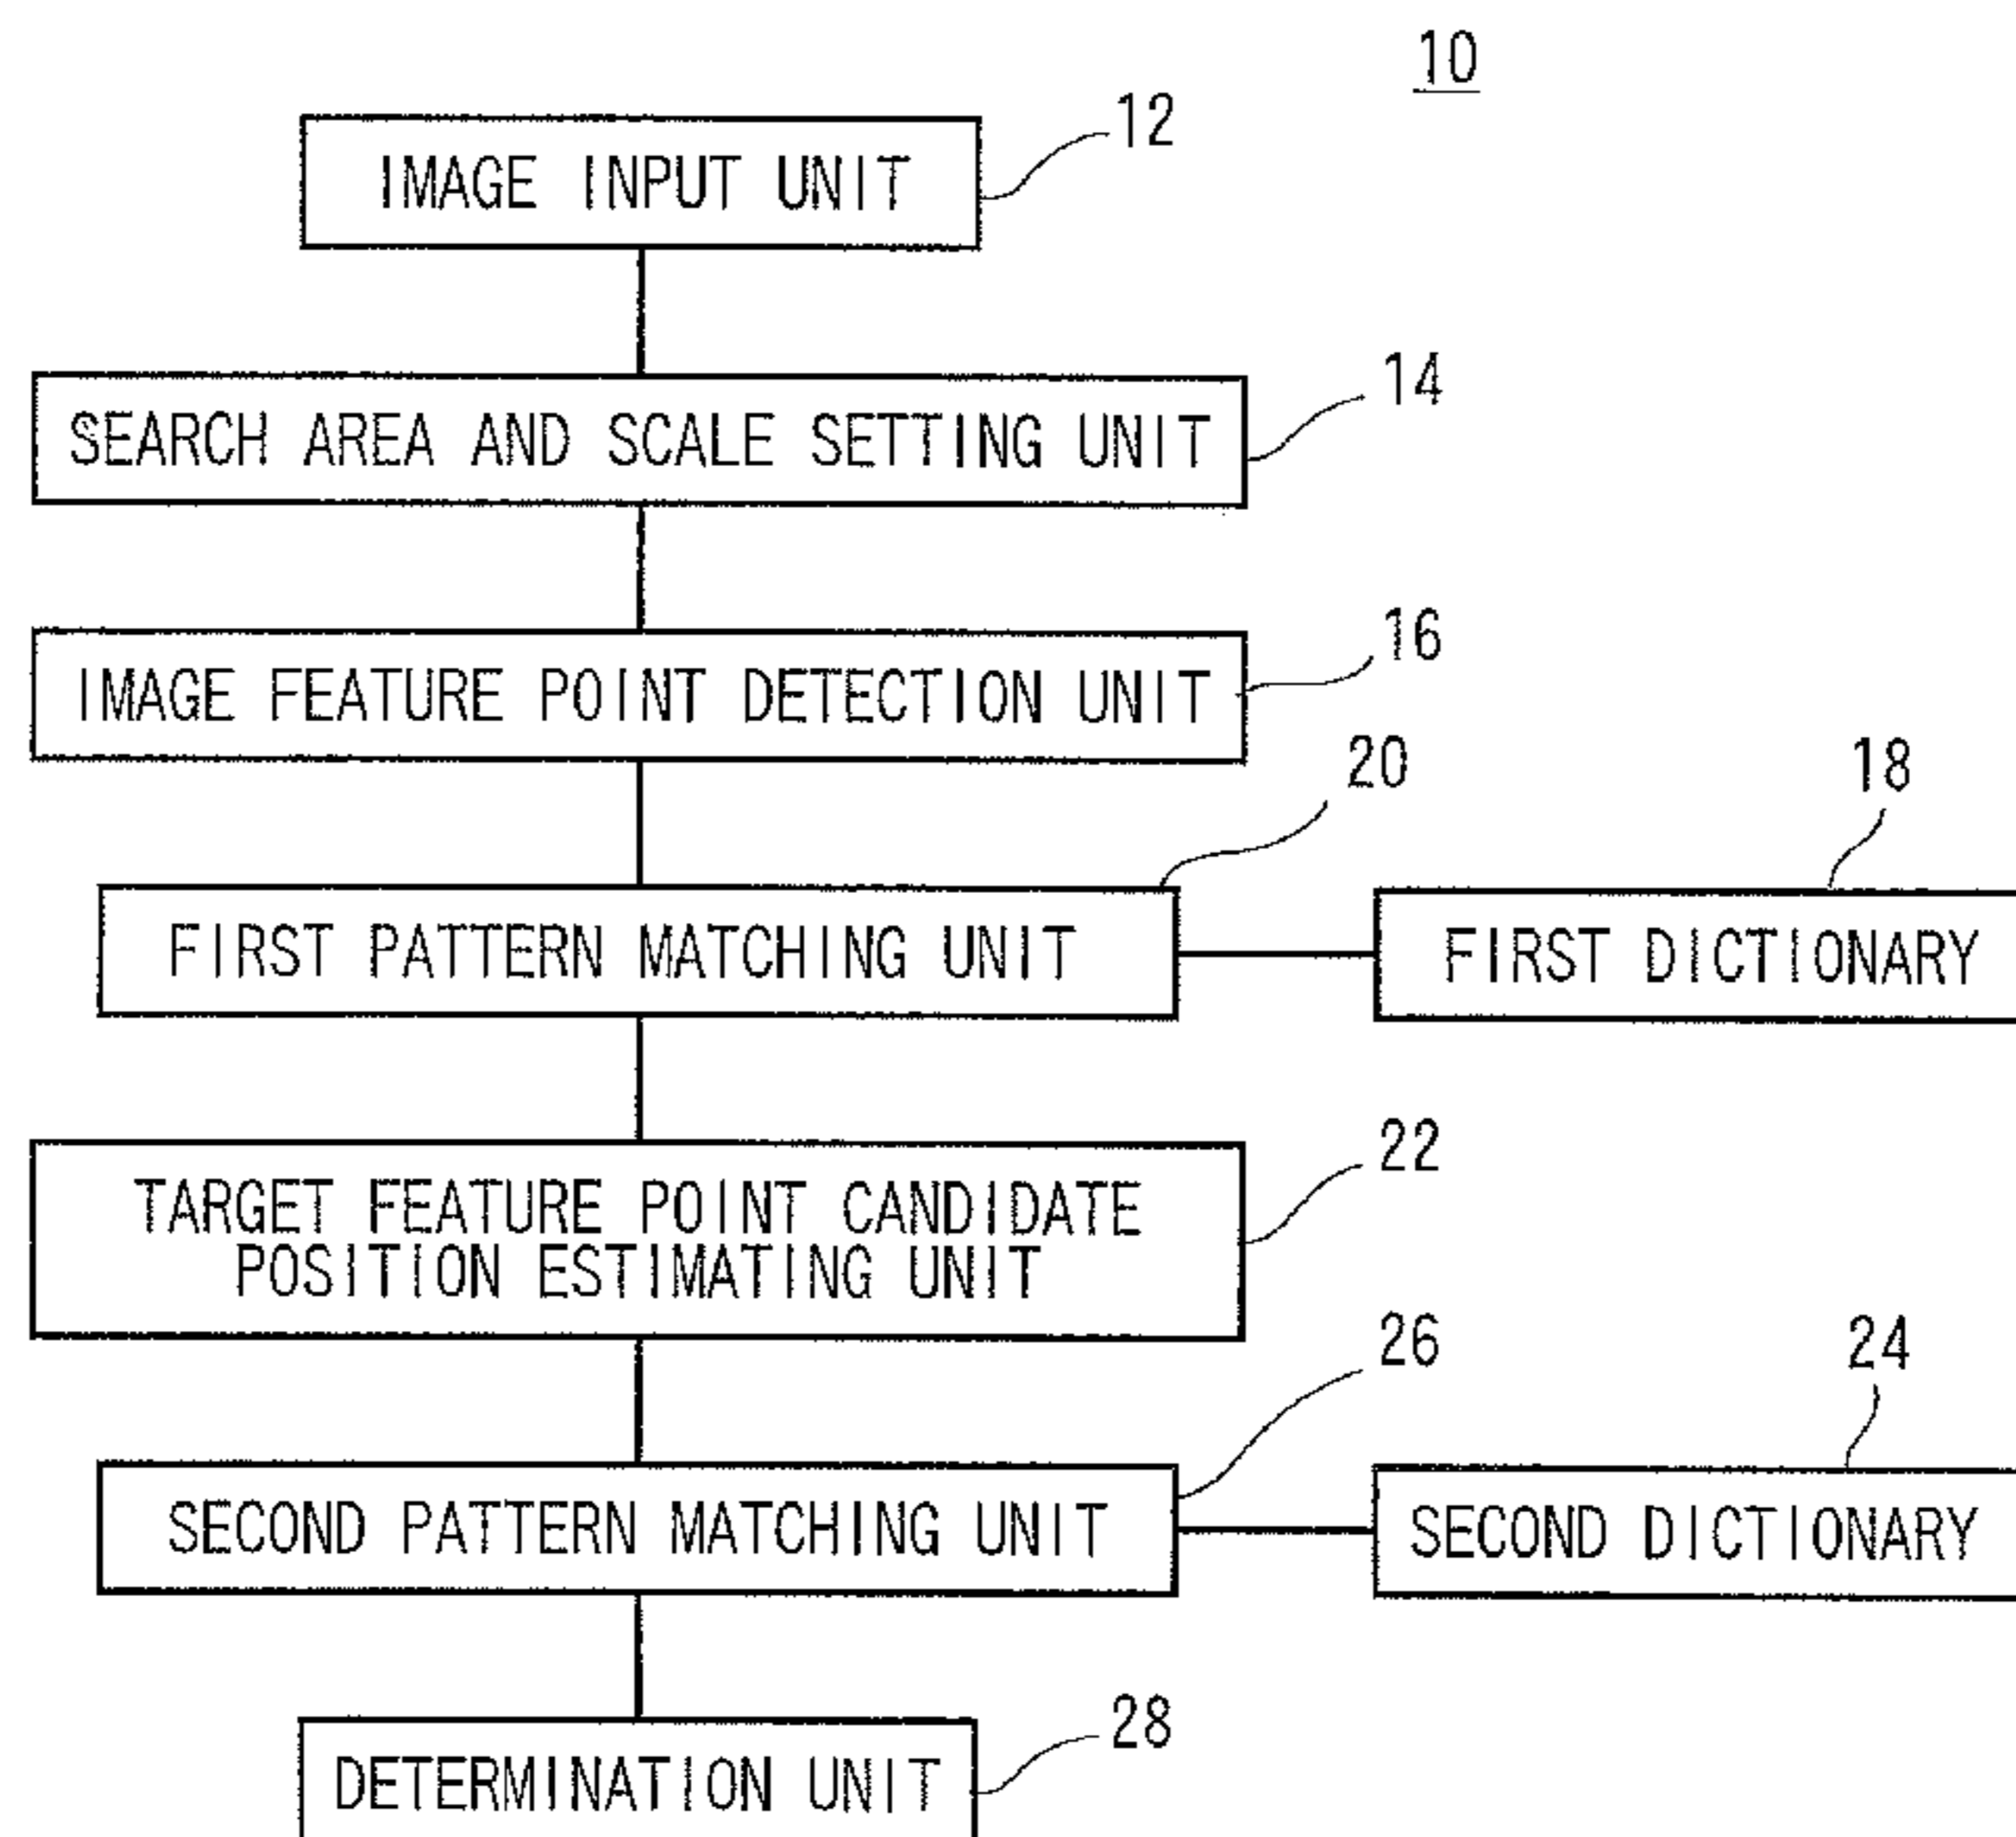 10
12
IMAGE INPUT UNIT
14
SEARCH AREA AND SCALE SETTING UNIT
16
IMAGE FEATURE POINT DETECTION UNIT
20
18
FIRST PATTERN MATCHING UNIT
FIRST DICTIONARY
22
TARGET FEATURE POINT CANDIDATE
POSITION ESTIMATING UNIT
26
24
SECOND PATTERN MATCHING UNIT
SECOND DICTIONARY
28
DETERMINATION UNIT